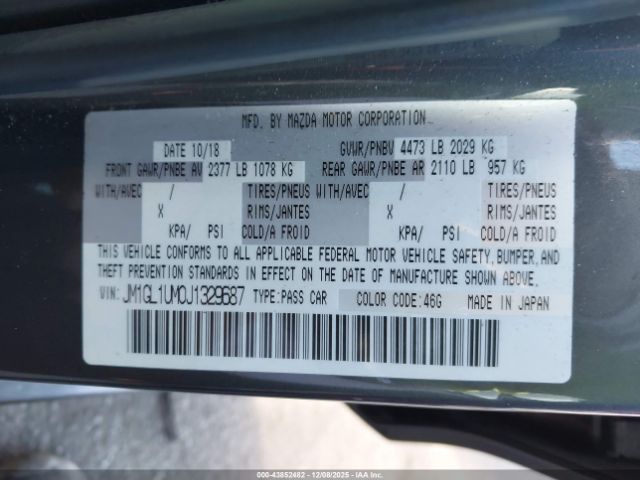 MFD. BY MAZDA MOTOR CORPORATION
DATE 10/18 GVWR/PNBV 4473 LB 2029 KG
FRONT GAWR/PNBE AV 2377 LB 1078 KG REAR GAWR/PNBE AR 2110 LB 957 KG
WITH/AVEC / TIRES/PNEUS WITH/AVEC / TIRES/PNEUS
X RIMS/JANTES X RIMS/JANTES
KPA/ PSI COLD/A FROID KPA/ PSI COLD/A FROID
THIS VEHICLE CONFORMS TO ALL APPLICABLE FEDERAL MOTOR VEHICLE SAFETY, BUMPER, AND
THEFT PREVENTION STANDARDS IN EFFECT ON THE DATE OF MANUFACTURE SHOWN ABOVE.
VIN: JM1GL1UM0J1329687 TYPE:PASS CAR COLOR CODE:46G MADE IN JAPAN
000-43852482 | 12/08/2025 | IAAI.CA